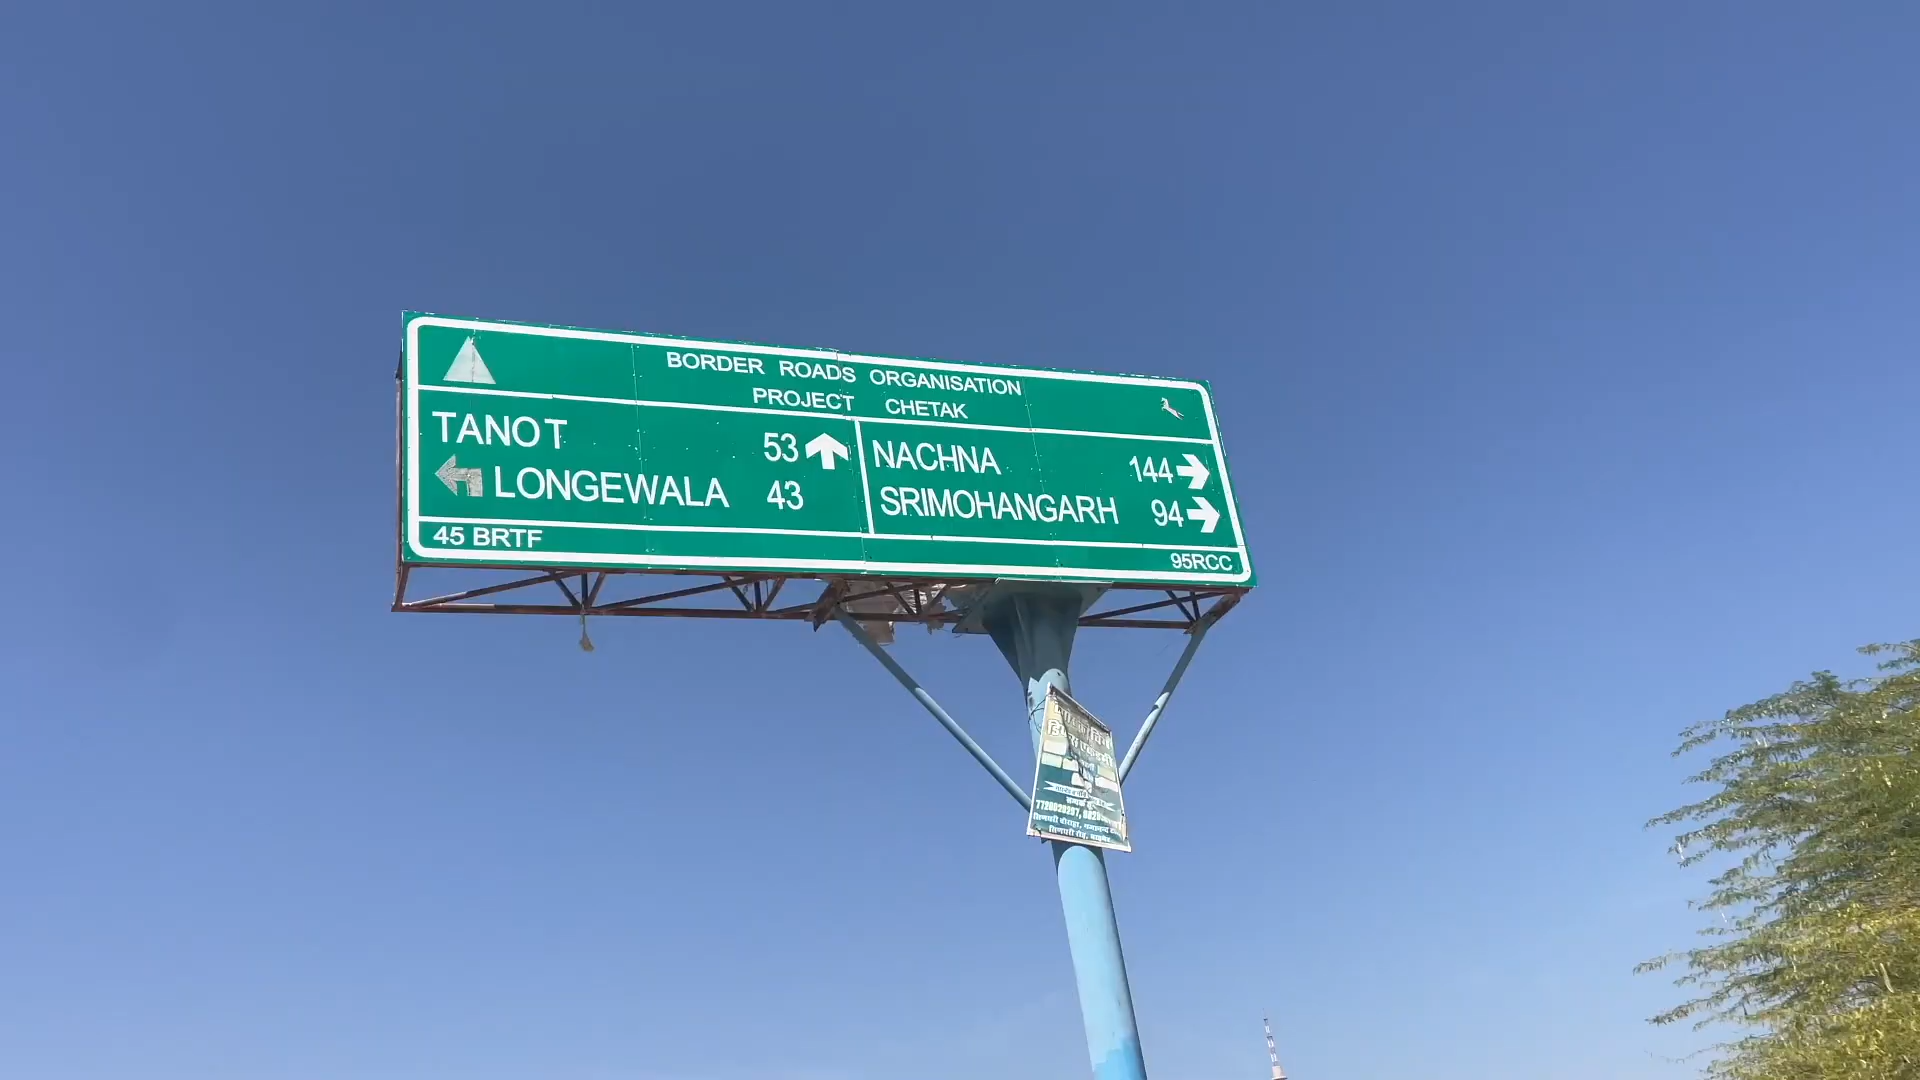 BORDER ROADS ORGANISATION
PROJECT CHETAK
TANOT 53
LONGEWALA 43
NACHNA 144
SRIMOHANGARH 94
45 BRTF
95RCC